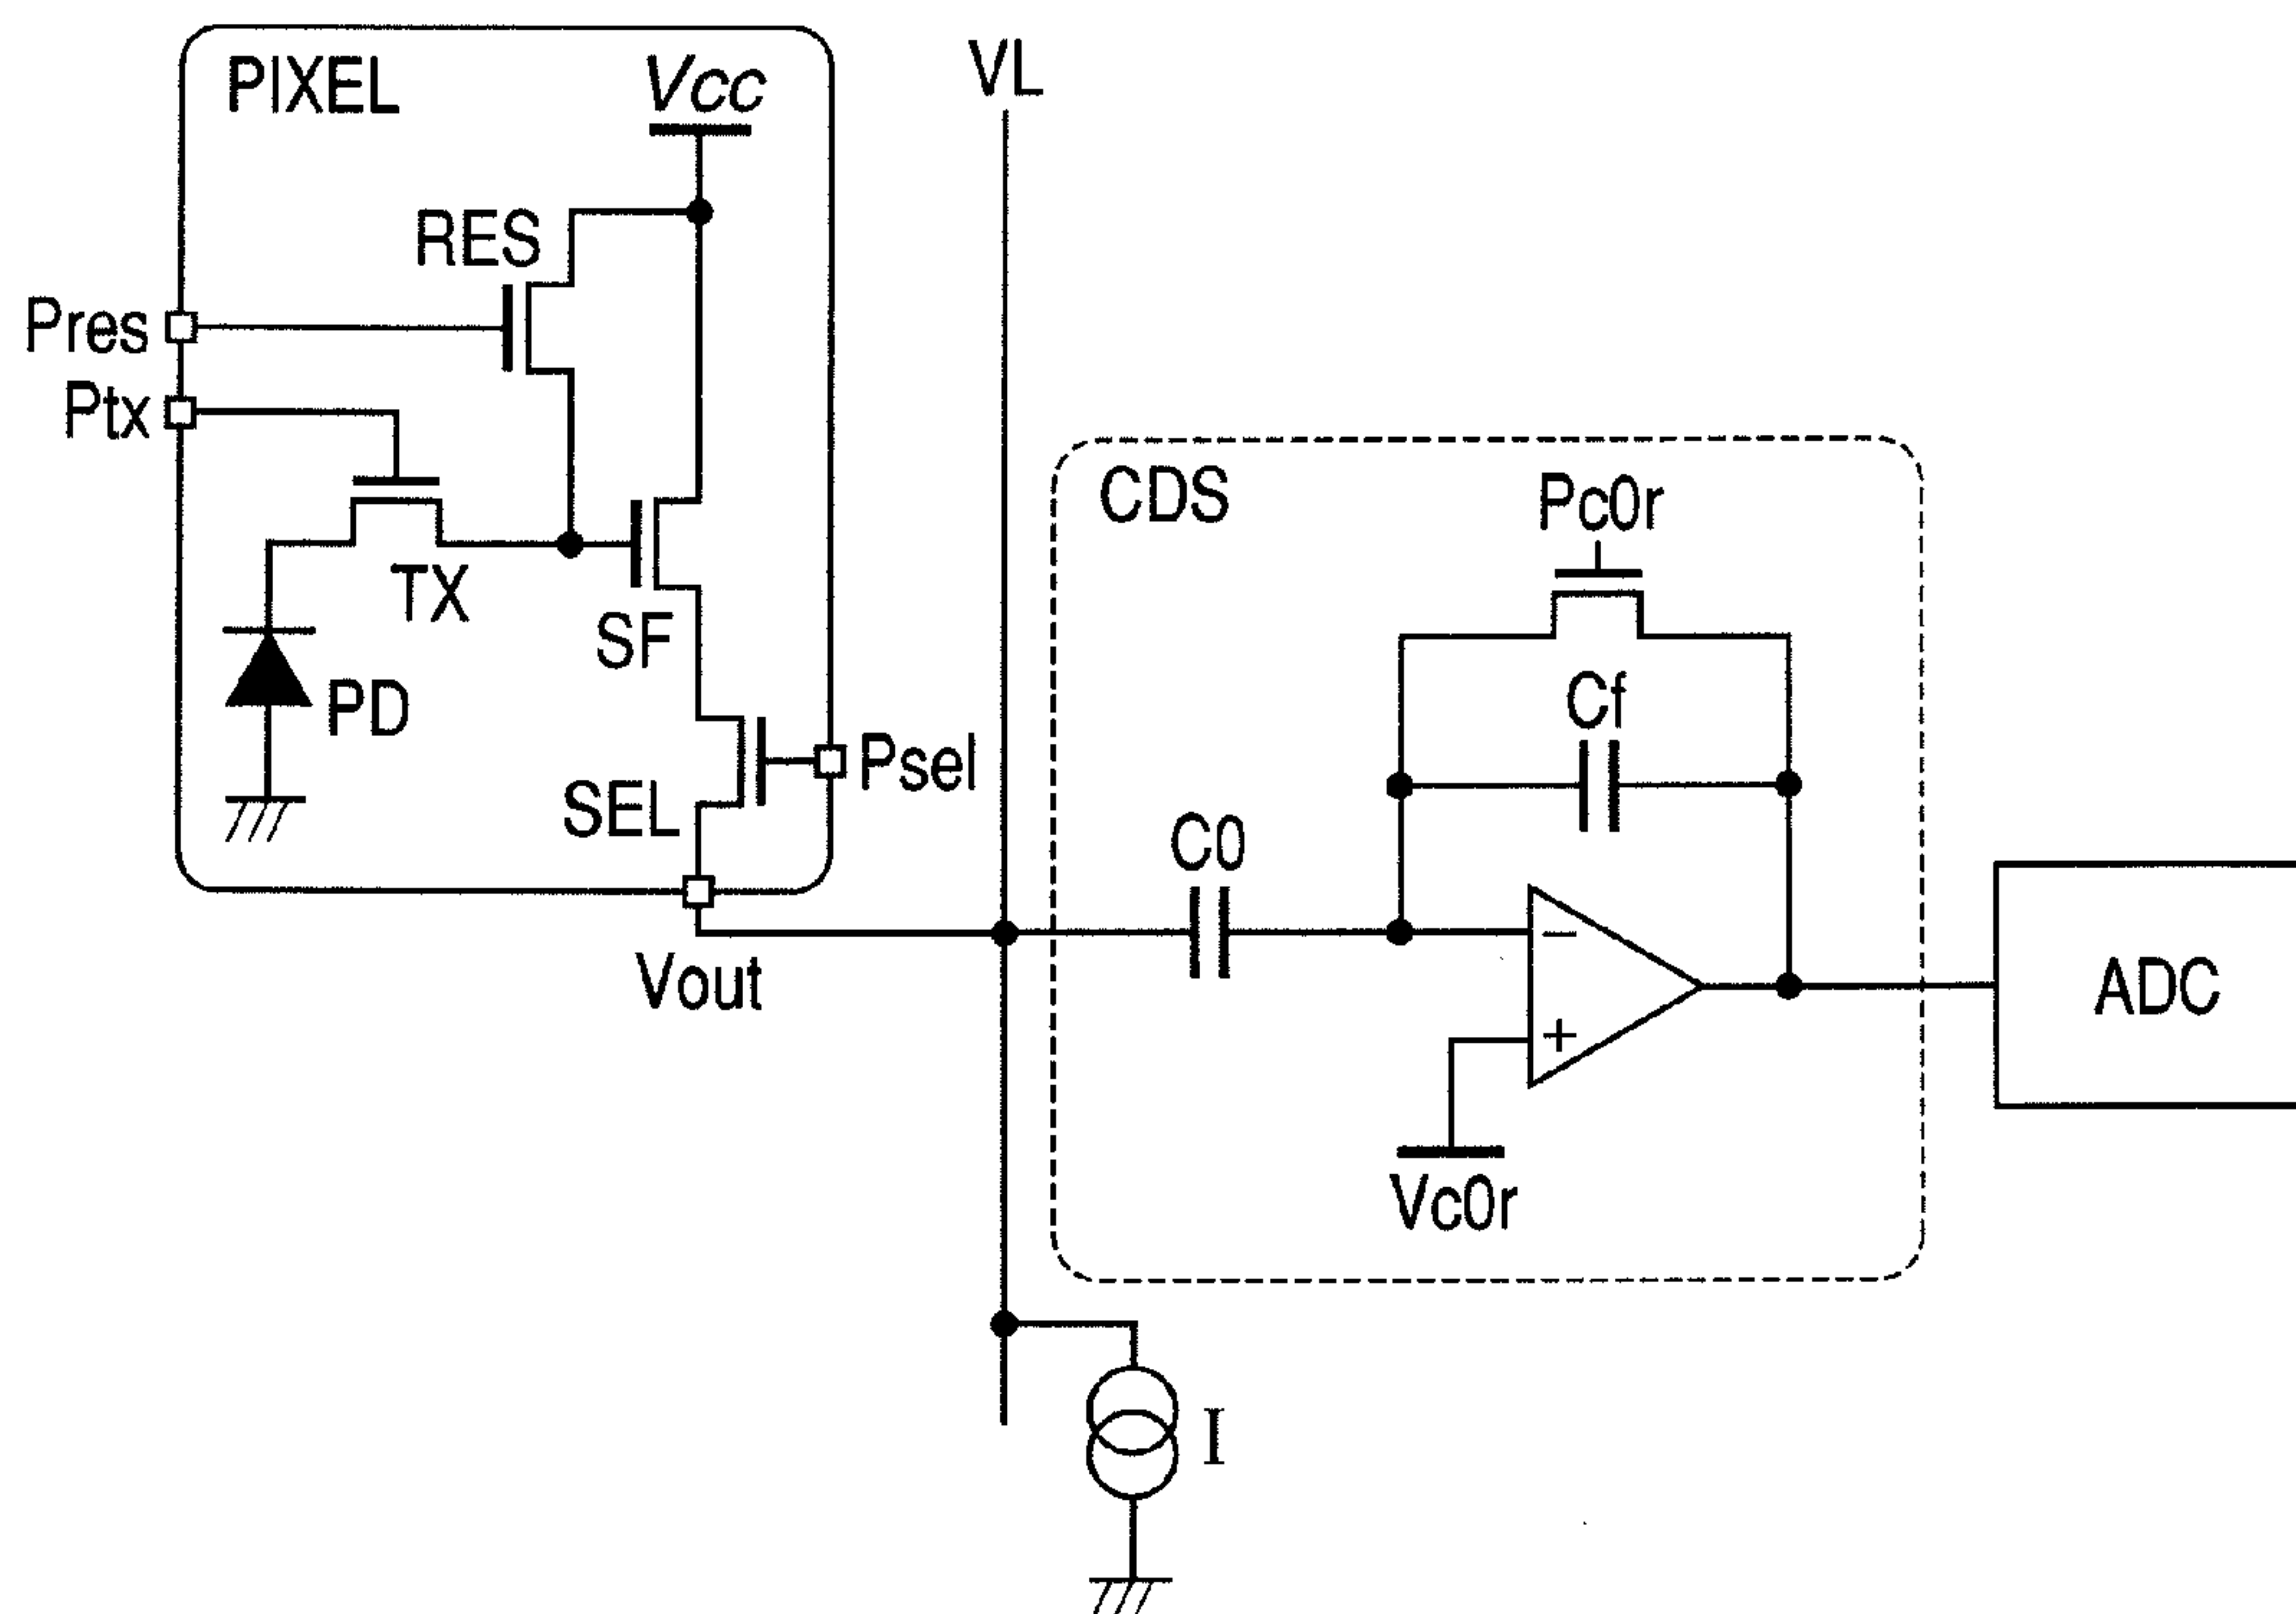 PIXEL
Vcc
VL
RES
Pres
Ptx
TX
SF
PD
SEL
Psel
Vout
CDS
Pc0r
Cf
C0
−
+
Vc0r
ADC
I